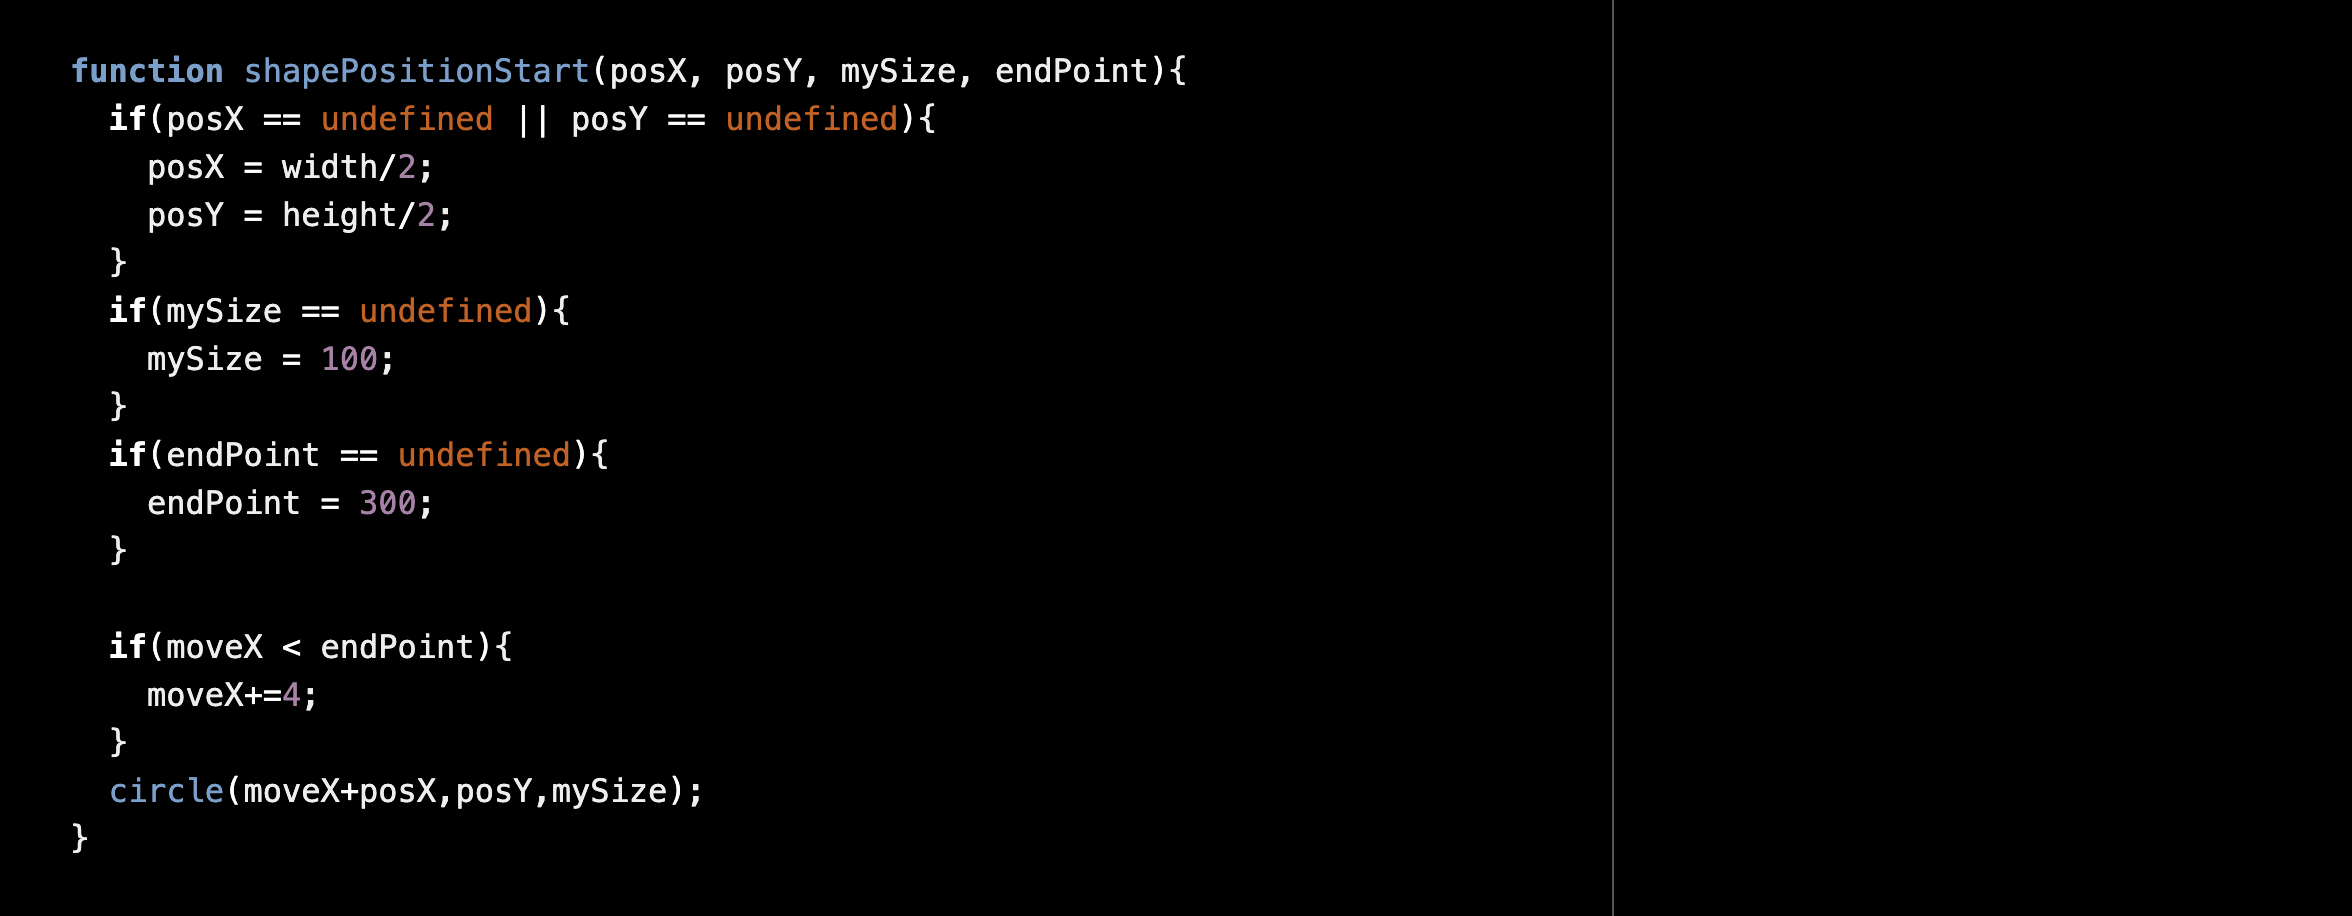 function shapePositionStart(posX, posY, mySize, endPoint){
  if(posX == undefined || posY == undefined){
    posX = width/2;
    posY = height/2;
  }
  if(mySize == undefined){
    mySize = 100;
  }
  if(endPoint == undefined){
    endPoint = 300;
  }

  if(moveX < endPoint){
    moveX+=4;
  }
  circle(moveX+posX,posY,mySize);
}